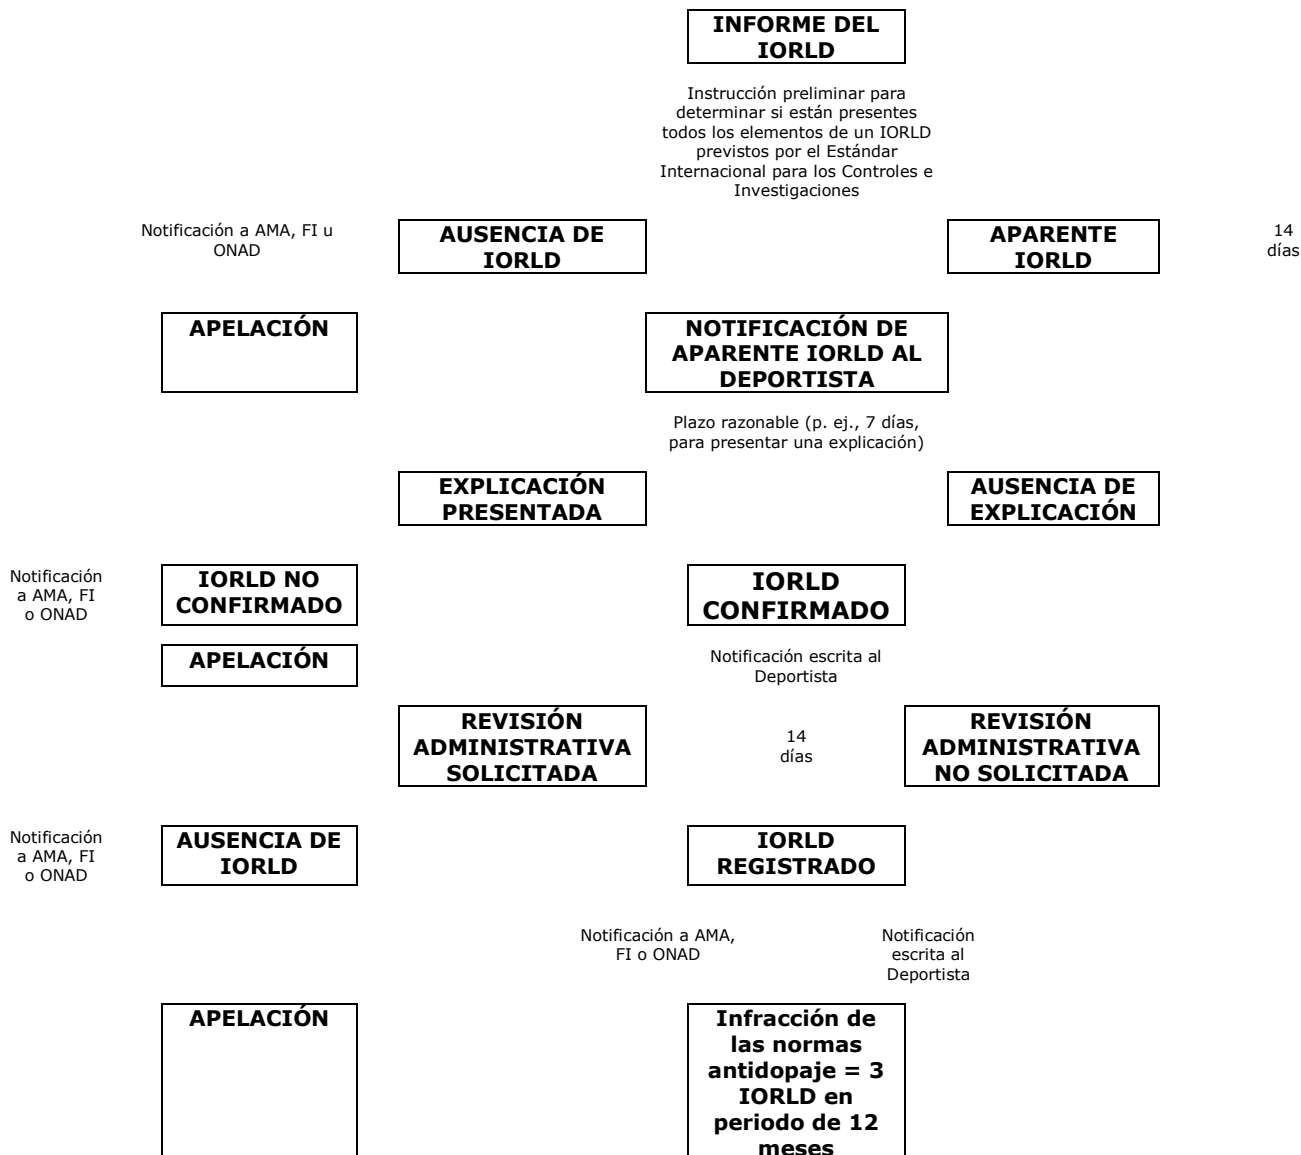 INFORME DEL
IORLD
Instrucción preliminar para
determinar si están presentes
todos los elementos de un IORLD
previstos por el Estándar
Internacional para los Controles e
Investigaciones
Notificación a AMA, FI u
ONAD
AUSENCIA DE
IORLD
APARENTE
IORLD
14
días
APELACIÓN
NOTIFICACIÓN DE
APARENTE IORLD AL
DEPORTISTA
Plazo razonable (p. ej., 7 días,
para presentar una explicación)
EXPLICACIÓN
PRESENTADA
AUSENCIA DE
EXPLICACIÓN
Notificación
a AMA, FI
o ONAD
IORLD NO
CONFIRMADO
IORLD
CONFIRMADO
APELACIÓN
Notificación escrita al
Deportista
REVISIÓN
ADMINISTRATIVA
SOLICITADA
14
días
REVISIÓN
ADMINISTRATIVA
NO SOLICITADA
Notificación
a AMA, FI
o ONAD
AUSENCIA DE
IORLD
IORLD
REGISTRADO
Notificación a AMA,
FI o ONAD
Notificación
escrita al
Deportista
APELACIÓN
Infracción de
las normas
antidopaje = 3
IORLD en
periodo de 12
meses